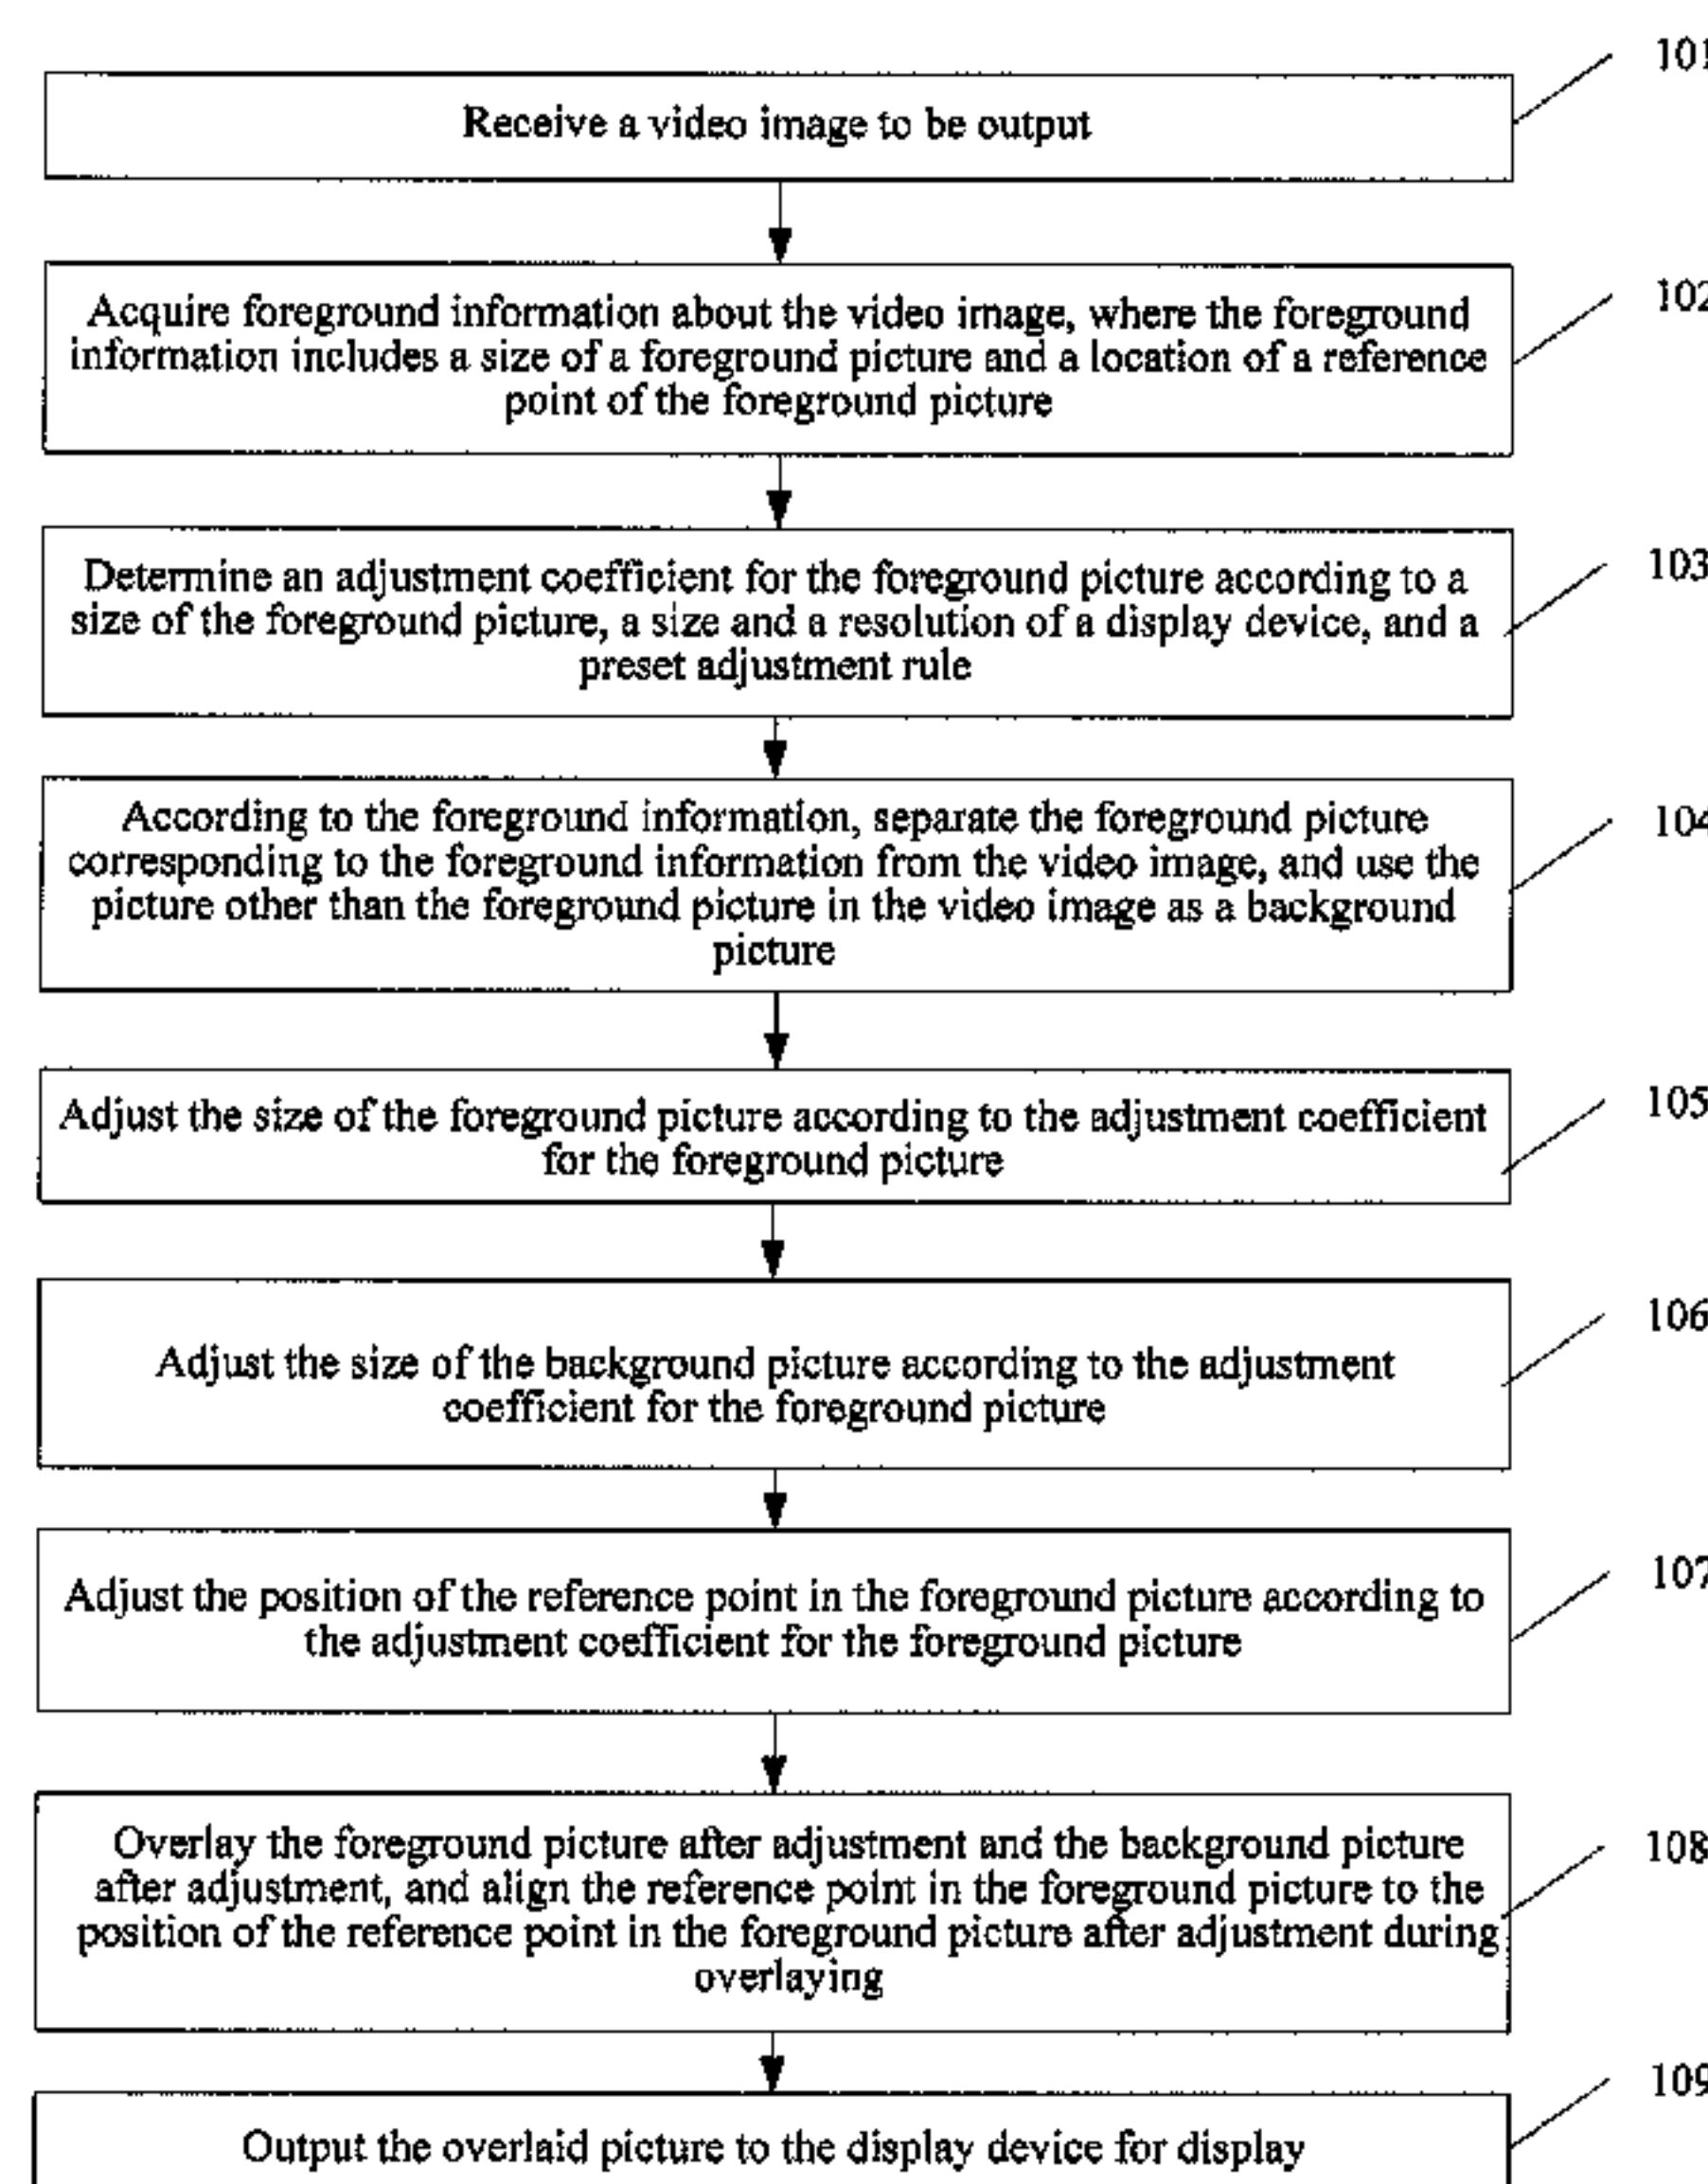 101
Receive a video image to be output
102
Acquire foreground information about the video image, where the foreground
information includes a size of a foreground picture and a location of a reference
point of the foreground picture
103
Determine an adjustment coefficient for the foreground picture according to a
size of the foreground picture, a size and a resolution of a display device, and a
preset adjustment rule
104
According to the foreground information, separate the foreground picture
corresponding to the foreground information from the video image, and use the
picture other than the foreground picture in the video image as a background
picture
105
Adjust the size of the foreground picture according to the adjustment coefficient
for the foreground picture
106
Adjust the size of the background picture according to the adjustment
coefficient for the foreground picture
107
Adjust the position of the reference point in the foreground picture according to
the adjustment coefficient for the foreground picture
108
Overlay the foreground picture after adjustment and the background picture
after adjustment, and align the reference point in the foreground picture to the
position of the reference point in the foreground picture after adjustment during
overlaying
109
Output the overlaid picture to the display device for display